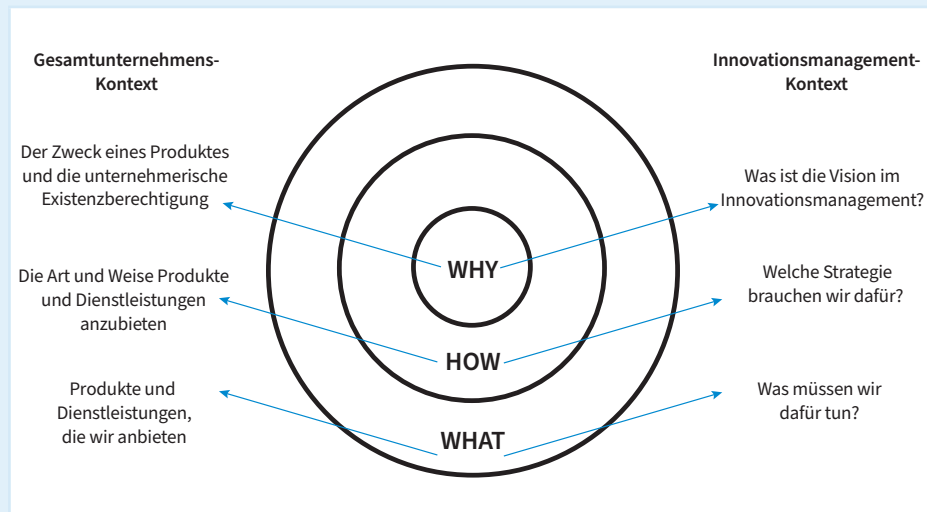 Gesamtunternehmens-
Kontext
Der Zweck eines Produktes
und die unternehmerische
Existenzberechtigung
Die Art und Weise Produkte
und Dienstleistungen
anzubieten
Produkte und
Dienstleistungen,
die wir anbieten
WHY
HOW
WHAT
Innovationsmanagement-
Kontext
Was ist die Vision im
Innovationsmanagement?
Welche Strategie
brauchen wir dafür?
Was müssen wir
dafür tun?